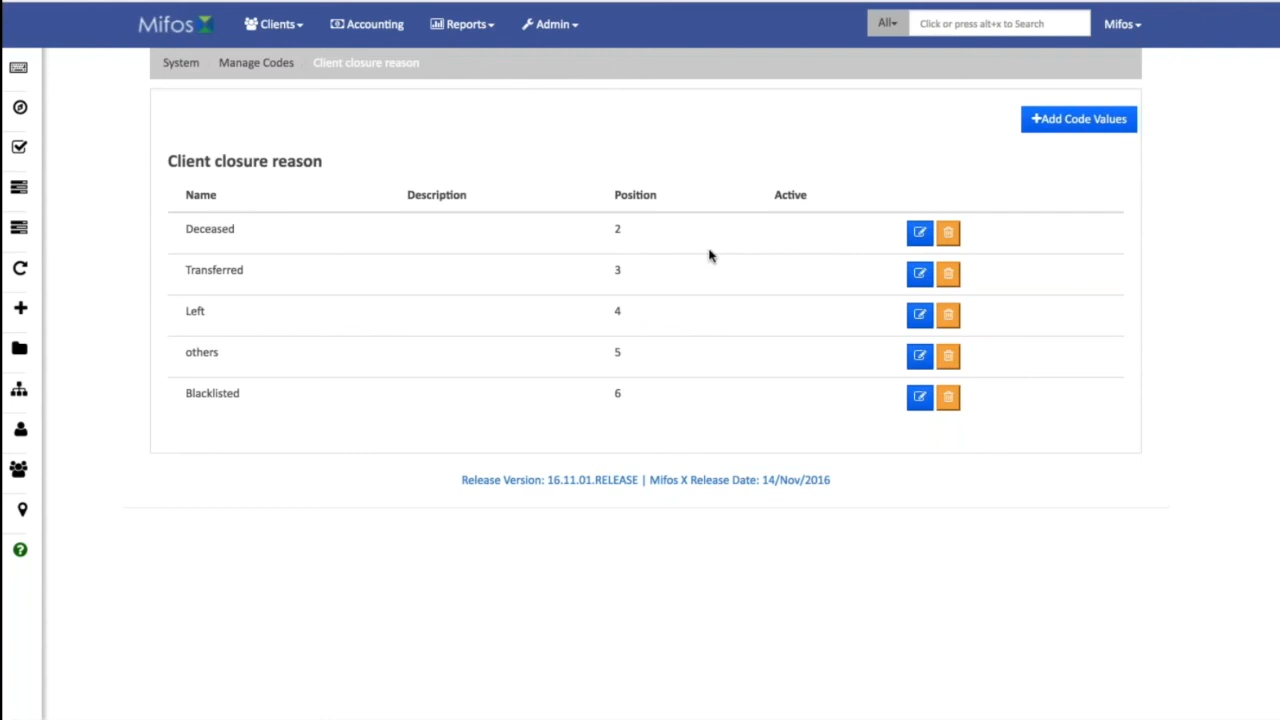 Mifos Clients Accounting Reports Admin All Click or press alt+x to Search Mifos
System Manage Codes Client closure reason
+Add Code Values
Client closure reason
Name Description Position Active
Deceased 2
Transferred 3
Left 4
others 5
Blacklisted 6
Release Version: 16.11.01.RELEASE | Mifos X Release Date: 14/Nov/2016
?